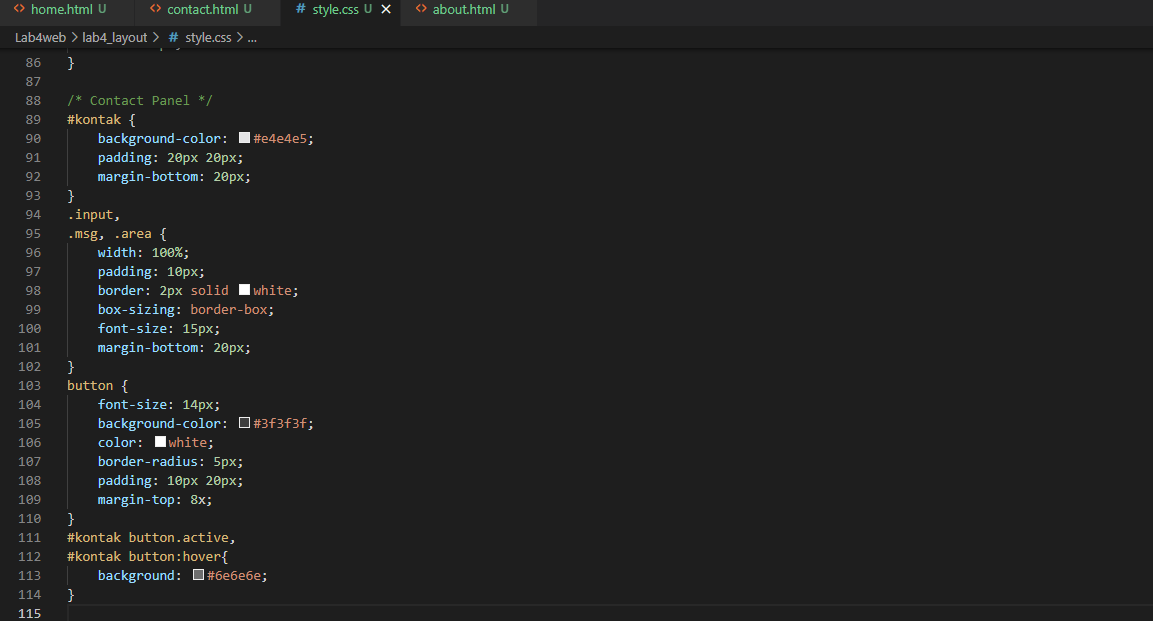 <> home.html U <> contact.html U # style.css U × <> about.html U
Lab4web > lab4_layout > # style.css > ...
86 }
87
88 /* Contact Panel */
89 #kontak {
90 background-color: #e4e4e5;
91 padding: 20px 20px;
92 margin-bottom: 20px;
93 }
94 .input,
95 .msg, .area {
96 width: 100%;
97 padding: 10px;
98 border: 2px solid white;
99 box-sizing: border-box;
100 font-size: 15px;
101 margin-bottom: 20px;
102 }
103 button {
104 font-size: 14px;
105 background-color: #3f3f3f;
106 color: white;
107 border-radius: 5px;
108 padding: 10px 20px;
109 margin-top: 8x;
110 }
111 #kontak button.active,
112 #kontak button:hover{
113 background: #6e6e6e;
114 }
115